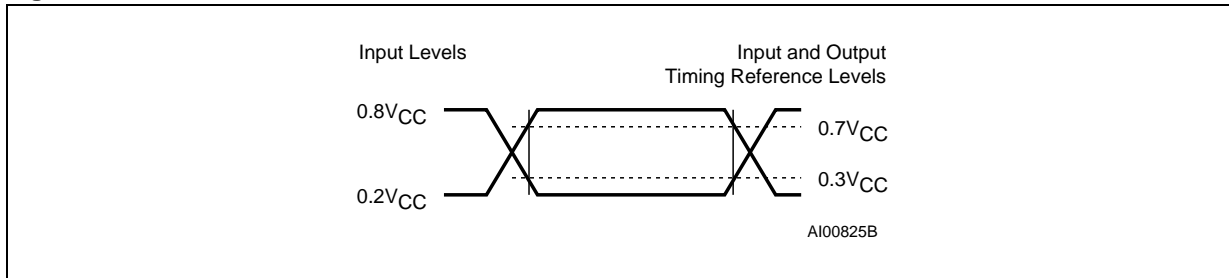 Input Levels
Input and Output
Timing Reference Levels
0.8VCC
0.7VCC
0.3VCC
0.2VCC
AI00825B